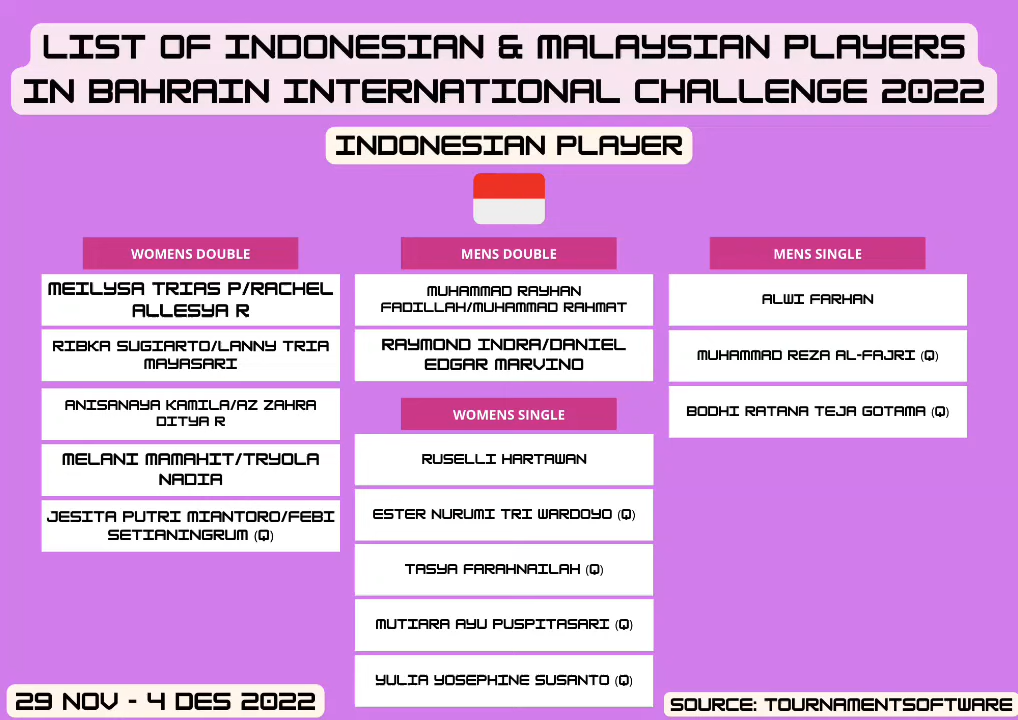 LIST OF INDONESIAN & MALAYSIAN PLAYERS
IN BAHRAIN INTERNATIONAL CHALLENGE 2022
INDONESIAN PLAYER
WOMENS DOUBLE
MEILYSA TRIAS P/RACHEL
ALLESYA R
RIBKA SUGIARTO/LANNY TRIA
MAYASARI
ANISANAYA KAMILA/AZ ZAHRA
DITYA R
MELANI MAMAHIT/TRYOLA
NADIA
JESITA PUTRI MIANTORO/FEBI
SETIANINGRUM (Q)
MENS DOUBLE
MUHAMMAD RAYHAN
FADILLAH/MUHAMMAD RAHMAT
RAYMOND INDRA/DANIEL
EDGAR MARVINO
WOMENS SINGLE
RUSELLI HARTAWAN
ESTER NURUMI TRI WARDOYO (Q)
TASYA FARAHNAILAH (Q)
MUTIARA AYU PUSPITASARI (Q)
YULIA YOSEPHINE SUSANTO (Q)
MENS SINGLE
ALWI FARHAN
MUHAMMAD REZA AL-FAJRI (Q)
BODHI RATANA TEJA GOTAMA (Q)
29 NOV - 4 DES 2022
SOURCE: TOURNAMENTSOFTWARE